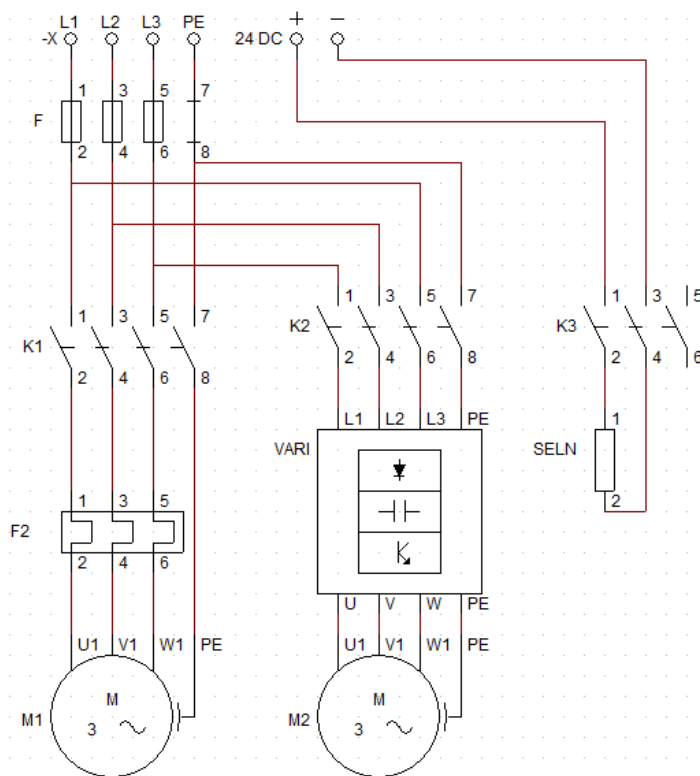 L1 L2 L3 PE + −
-X 24 DC
1 3 5 7
F
2 4 6 8
1 3 5 7 1 3 5
K1 1 3 5 7 K2 K3
2 4 6 8 2 4 6
2 4 6 8
L1 L2 L3 PE
VARI SELN 1
2
1 3 5
F2
2 4 6
U V W PE
U1 V1 W1 PE U1 V1 W1 PE
M M
M1 3 M2 3